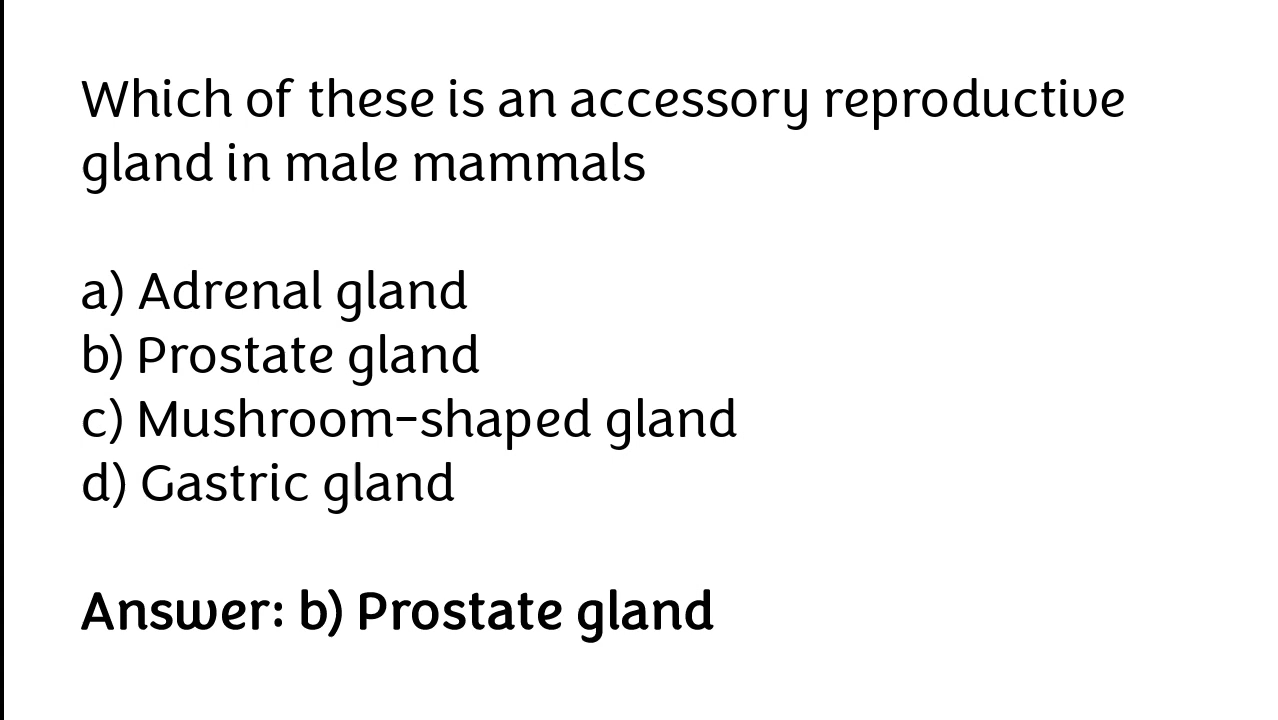 Which of these is an accessory reproductive
gland in male mammals
a) Adrenal gland
b) Prostate gland
c) Mushroom-shaped gland
d) Gastric gland
Answer: b) Prostate gland